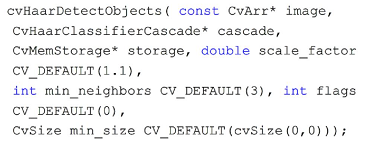 cvHaarDetectObjects( const CvArr* image,
CvHaarClassifierCascade* cascade,
CvMemStorage* storage, double scale_factor
CV_DEFAULT(1.1),
int min_neighbors CV_DEFAULT(3), int flags
CV_DEFAULT(0),
CvSize min_size CV_DEFAULT(cvSize(0,0)));